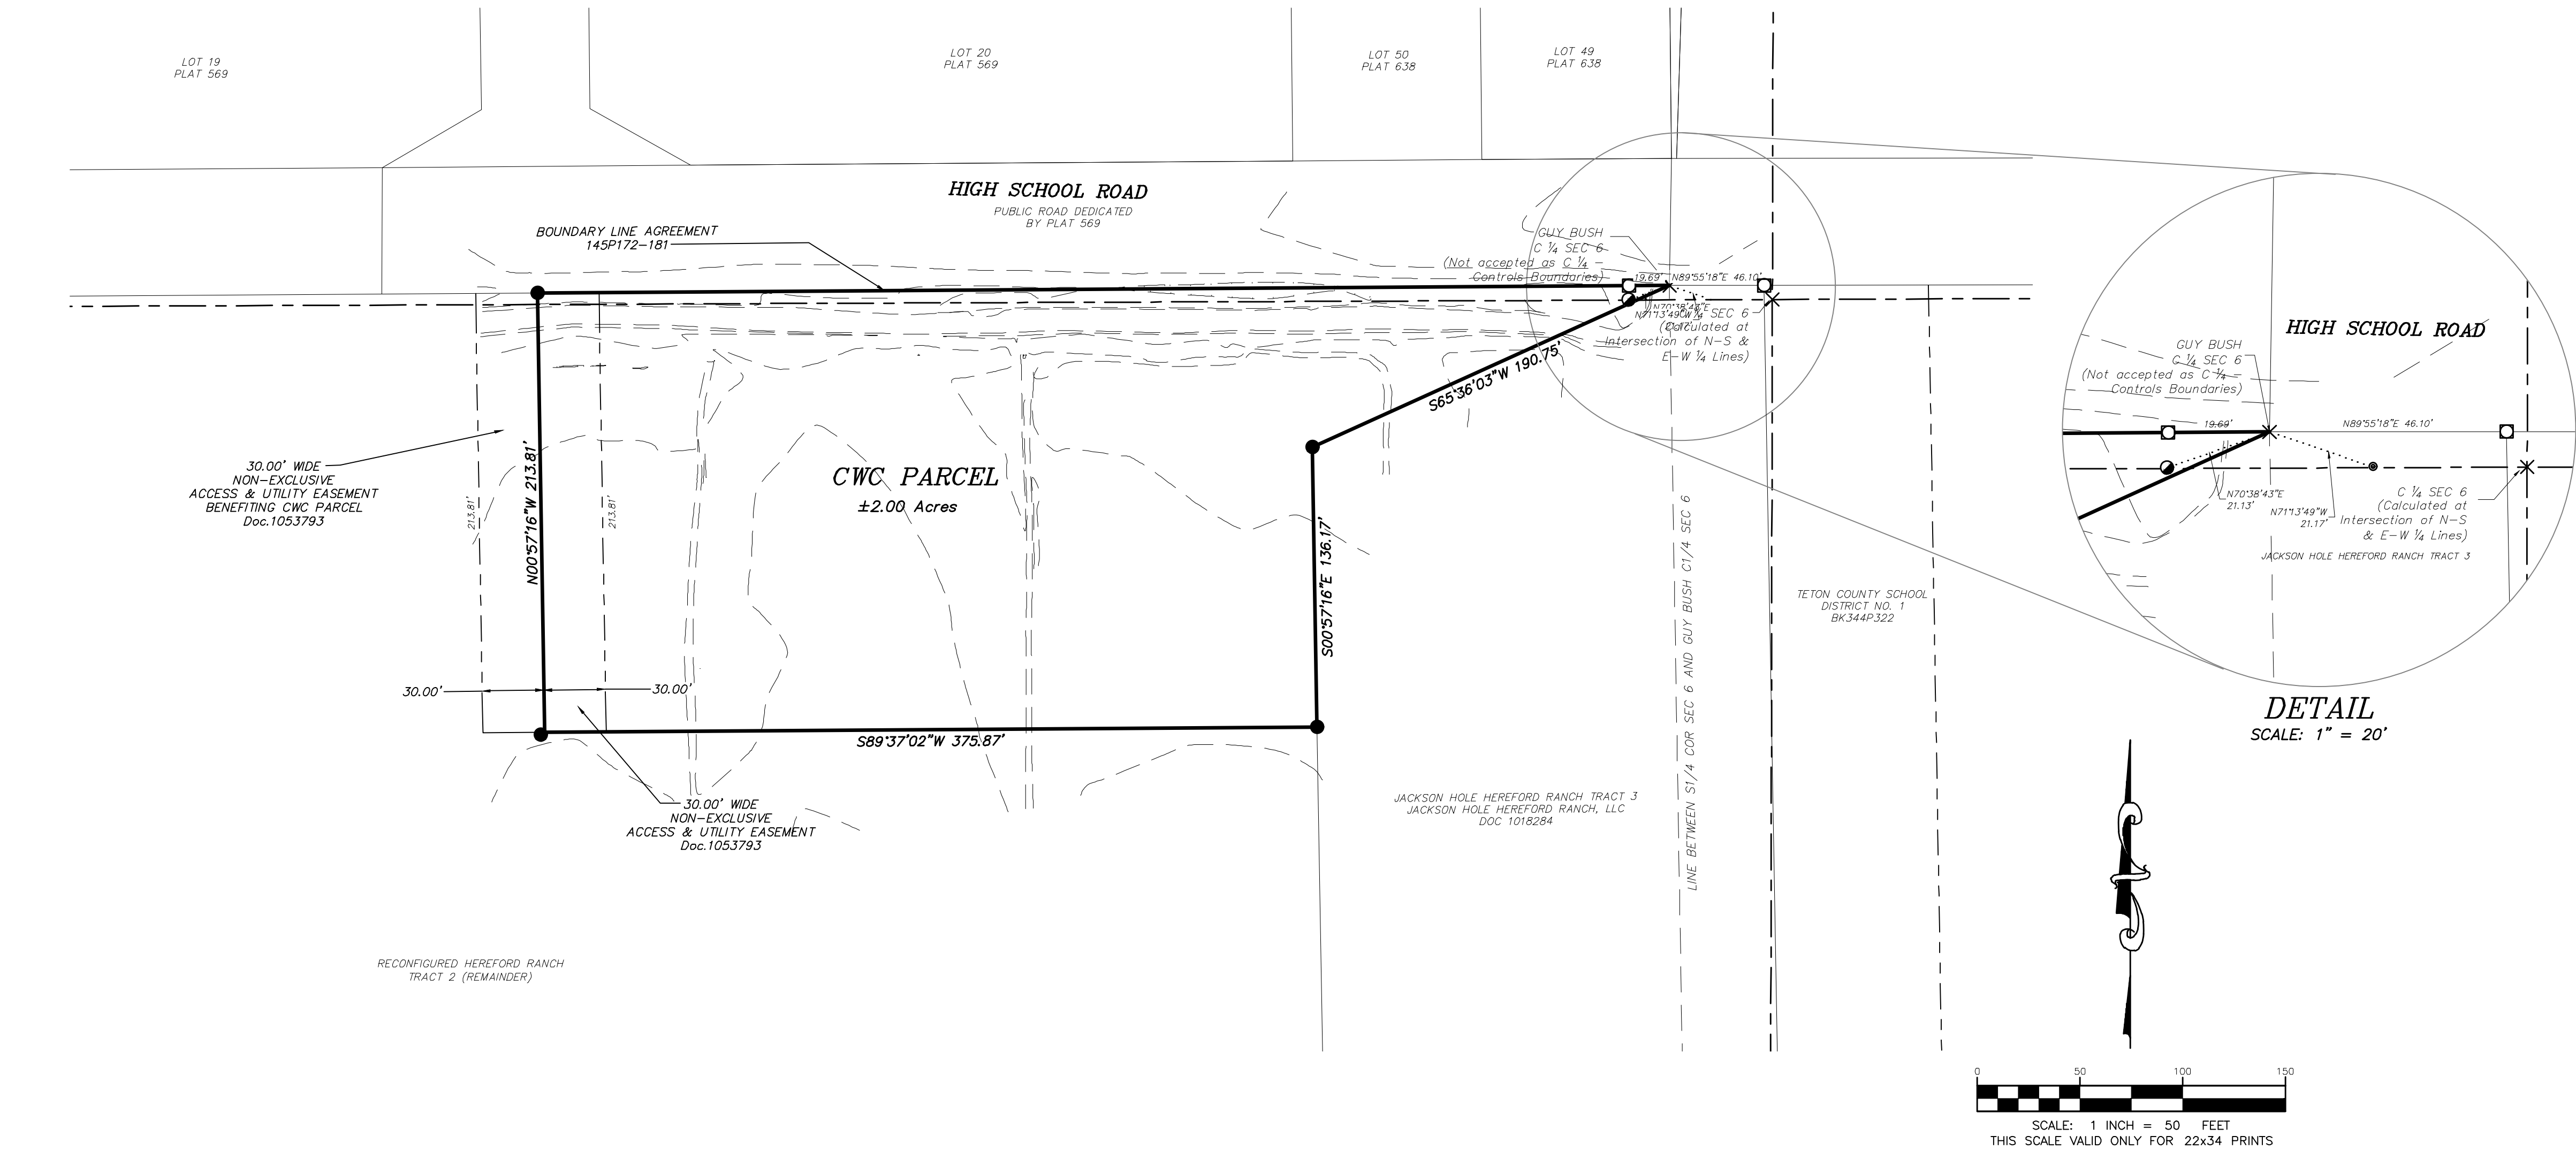 LOT 19
PLAT 569
LOT 20
PLAT 569
LOT 50
PLAT 638
LOT 49
PLAT 638
HIGH SCHOOL ROAD
PUBLIC ROAD DEDICATED
BY PLAT 569
BOUNDARY LINE AGREEMENT
145P172-181
GUY BUSH
C ¼ SEC 6
(Not accepted as C ¼ -
Controls Boundaries)
19.69'
N89°55'18"E 46.10'
N71°13'49"W
SEC 6
(Calculated at
Intersection of N-S &
E-W ¼ Lines)
S65°36'03"W 190.75'
N00°57'16"W 213.81'
213.81'
213.81'
30.00' WIDE
NON-EXCLUSIVE
ACCESS & UTILITY EASEMENT
BENEFITING CWC PARCEL
Doc.1053793
CWC PARCEL
±2.00 Acres
S00°57'16"E 136.17'
30.00'
30.00'
S89°37'02"W 375.87'
30.00' WIDE
NON-EXCLUSIVE
ACCESS & UTILITY EASEMENT
Doc.1053793
LINE BETWEEN S1/4 COR SEC 6 AND GUY BUSH C1/4 SEC 6
TETON COUNTY SCHOOL
DISTRICT NO. 1
BK344P322
JACKSON HOLE HEREFORD RANCH TRACT 3
JACKSON HOLE HEREFORD RANCH, LLC
DOC 1018284
RECONFIGURED HEREFORD RANCH
TRACT 2 (REMAINDER)
HIGH SCHOOL ROAD
GUY BUSH
C ¼ SEC 6
(Not accepted as C ¼ -
Controls Boundaries)
19.69'
N89°55'18"E 46.10'
N70°38'43"E
21.13'
N71°13'49"W
21.17'
C ¼ SEC 6
(Calculated at
Intersection of N-S
& E-W ¼ Lines)
JACKSON HOLE HEREFORD RANCH TRACT 3
DETAIL
SCALE: 1" = 20'
0 50 100 150
SCALE: 1 INCH = 50 FEET
THIS SCALE VALID ONLY FOR 22x34 PRINTS